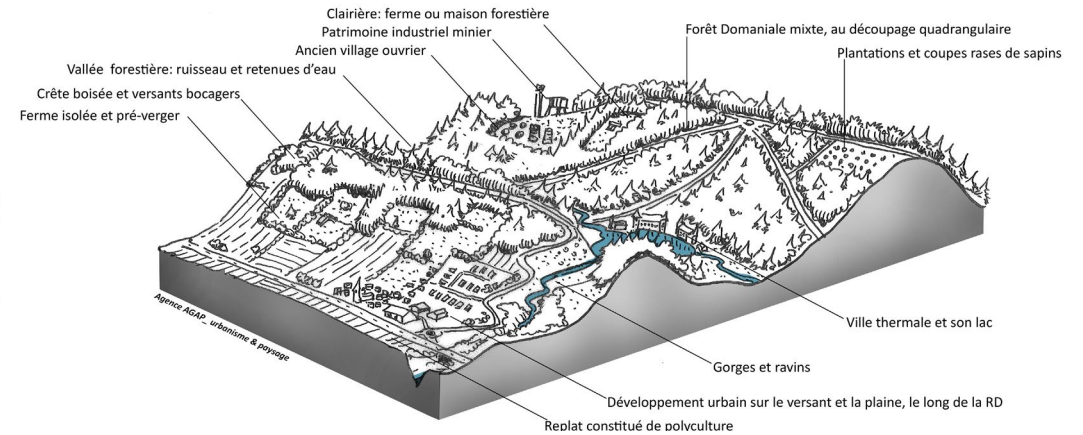 Clairière: ferme ou maison forestière
Patrimoine industriel minier
Ancien village ouvrier
Vallée forestière: ruisseau et retenues d'eau
Crête boisée et versants bocagers
Ferme isolée et pré-verger
Forêt Domaniale mixte, au découpage quadrangulaire
Plantations et coupes rases de sapins
Agence AGAP_ urbanisme & paysage
Ville thermale et son lac
Gorges et ravins
Développement urbain sur le versant et la plaine, le long de la RD
Replat constitué de polyculture